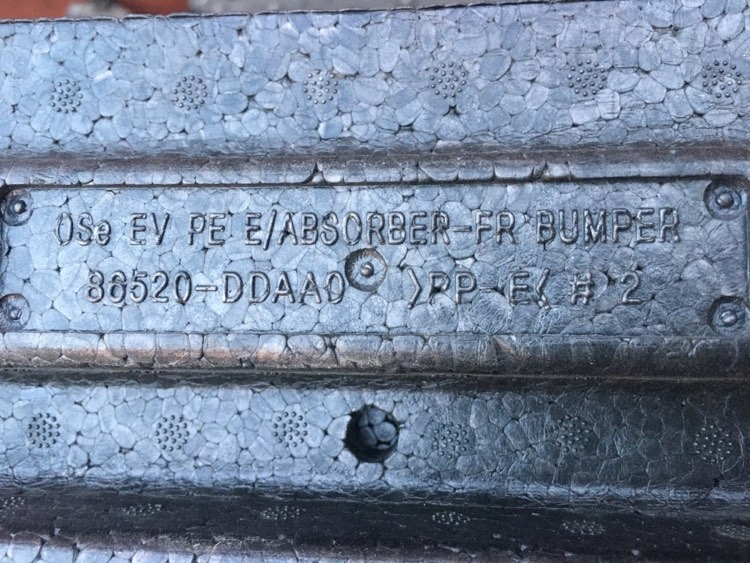 OSe EV PE E/ABSORBER-FR BUMPER
86520-DDAA0 >PP-E< # 2